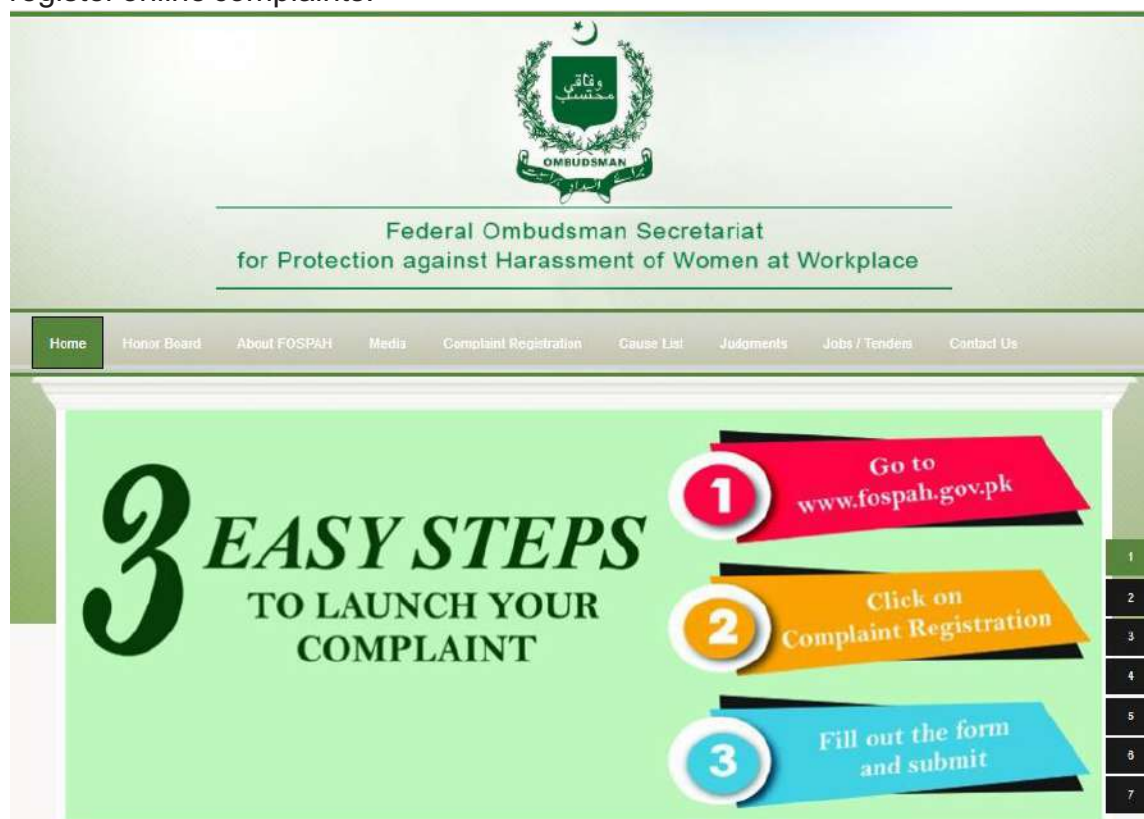 register online complaints.
وفاقی
محتسب
OMBUDSMAN
برائے انسداد ہراسیت
Federal Ombudsman Secretariat
for Protection against Harassment of Women at Workplace
Home Honor Board About FOSPAH Media Complaint Registration Cause List Judgments Jobs / Tenders Contact Us
3 EASY STEPS
TO LAUNCH YOUR
COMPLAINT
1
Go to
www.fospah.gov.pk
2
Click on
Complaint Registration
3
Fill out the form
and submit
1
2
3
4
5
6
7